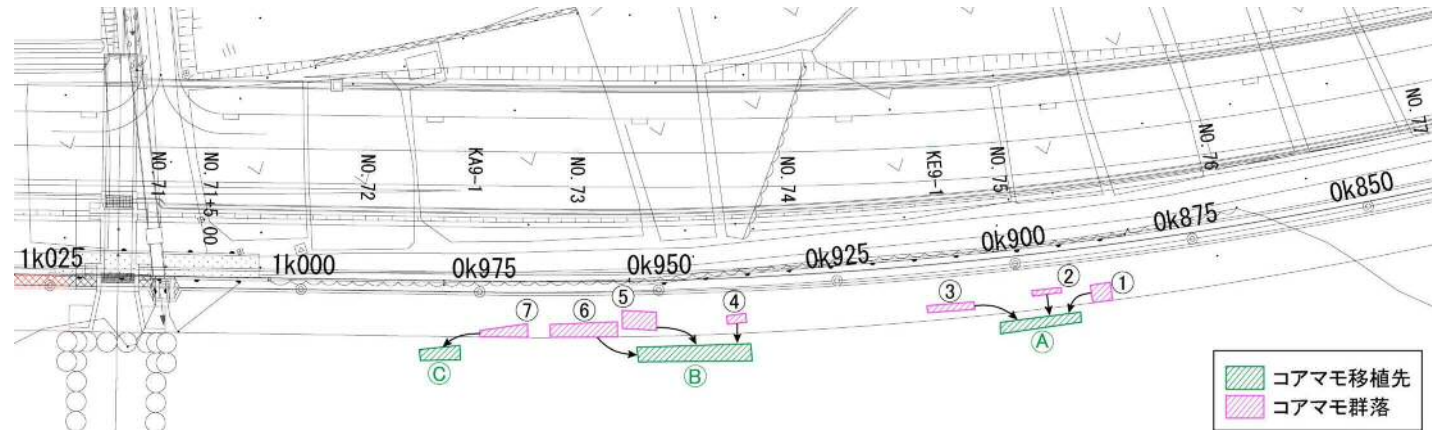 NO. 71
NO. 71+5.00
NO. 72
KA9-1
NO. 73
NO. 74
KE9-1
NO. 75
NO. 76
NO. 77
1k025
1k000
0k975
0k950
0k925
0k900
0k875
0k850
⑦
⑥
⑤
④
③
②
①
Ⓒ
Ⓑ
Ⓐ
コアマモ移植先
コアマモ群落